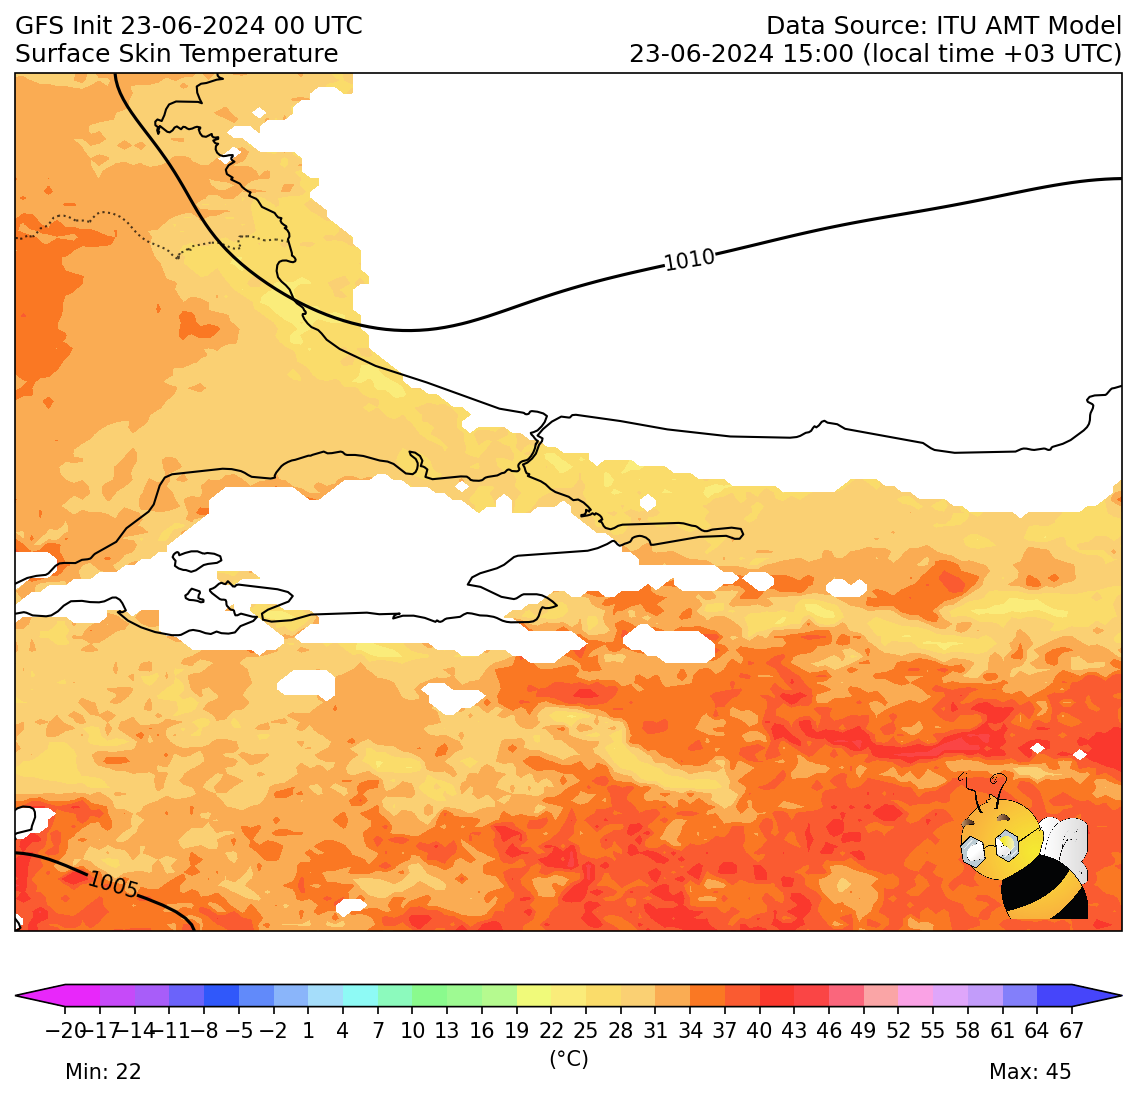 GFS Init 23-06-2024 00 UTC
Data Source: ITU AMT Model
Surface Skin Temperature
23-06-2024 15:00 (local time +03 UTC)
1010
1005
−20 −17 −14 −11 −8 −5 −2 1 4 7 10 13 16 19 22 25 28 31 34 37 40 43 46 49 52 55 58 61 64 67
(°C)
Min: 22
Max: 45